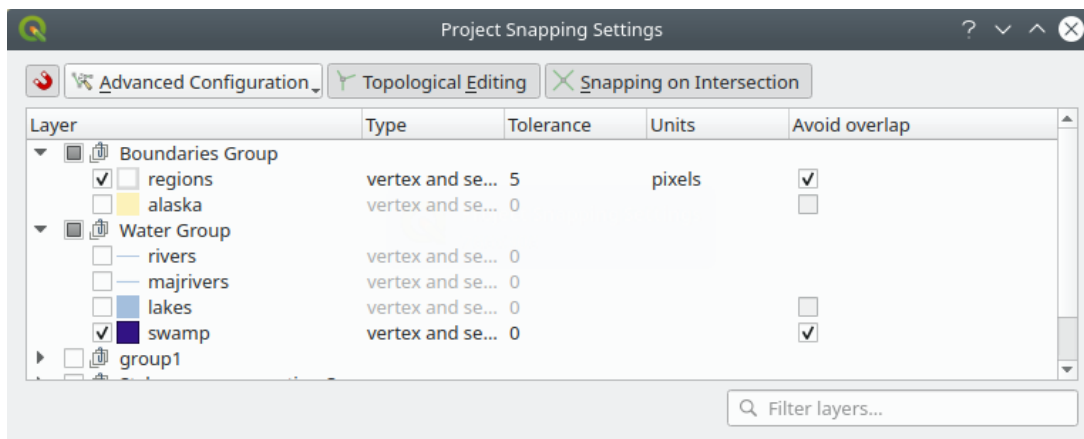 Project Snapping Settings
Advanced Configuration Topological Editing Snapping on Intersection
Layer Type Tolerance Units Avoid overlap
Boundaries Group
regions vertex and se... 5 pixels
alaska vertex and se... 0
Water Group
rivers vertex and se... 0
majrivers vertex and se... 0
lakes vertex and se... 0
swamp vertex and se... 0
group1
Filter layers...